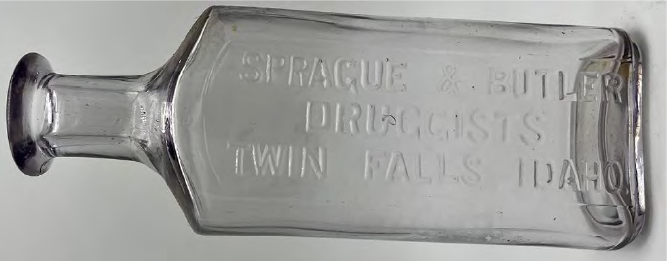 SPRAGUE & BUTLER
DRUGGISTS
TWIN FALLS IDAHO